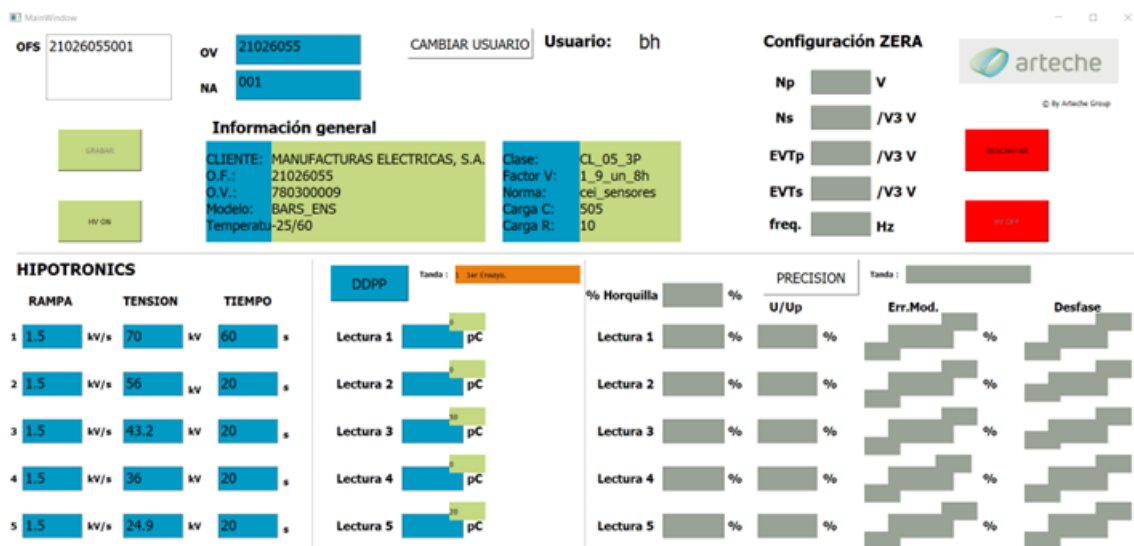 MainWindow
OFS 21026055001 OV 21026055 CAMBIAR USUARIO Usuario: bh Configuración ZERA
arteche
NA 001 Np V
© By Arteche Group
Ns /V3 V
Información general
GRABAR DESCARTAR
CLIENTE: MANUFACTURAS ELECTRICAS, S.A. Clase: CL_05_3P EVTp /V3 V
O.F.: 21026055 Factor V: 1_9_un_8h
O.V.: 780300009 Norma: cei_sensores EVTs /V3 V
Modelo: BARS_ENS Carga C: 505
HV ON HV OFF
Temperatu -25/60 Carga R: 10 freq. Hz
HIPOTRONICS DDPP Tanda : 1 1er Ensayo. PRECISION Tanda :
RAMPA TENSION TIEMPO % Horquilla % U/Up Err.Mod. Desfase
1 1.5 kV/s 70 kV 60 s Lectura 1 0 pC Lectura 1 % % %
2 1.5 kV/s 56 kV 20 s Lectura 2 0 pC Lectura 2 % % %
3 1.5 kV/s 43.2 kV 20 s Lectura 3 50 pC Lectura 3 % % %
4 1.5 kV/s 36 kV 20 s Lectura 4 0 pC Lectura 4 % % %
5 1.5 kV/s 24.9 kV 20 s Lectura 5 20 pC Lectura 5 % % %